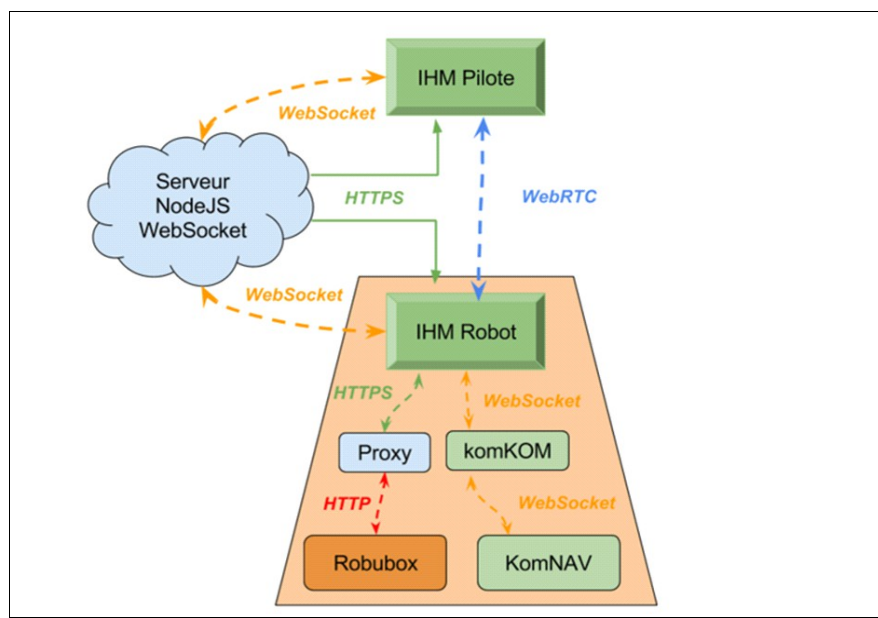 IHM Pilote
WebSocket
Serveur
NodeJS
WebSocket
HTTPS
WebRTC
WebSocket
IHM Robot
HTTPS
WebSocket
Proxy
komKOM
HTTP
WebSocket
Robubox
KomNAV